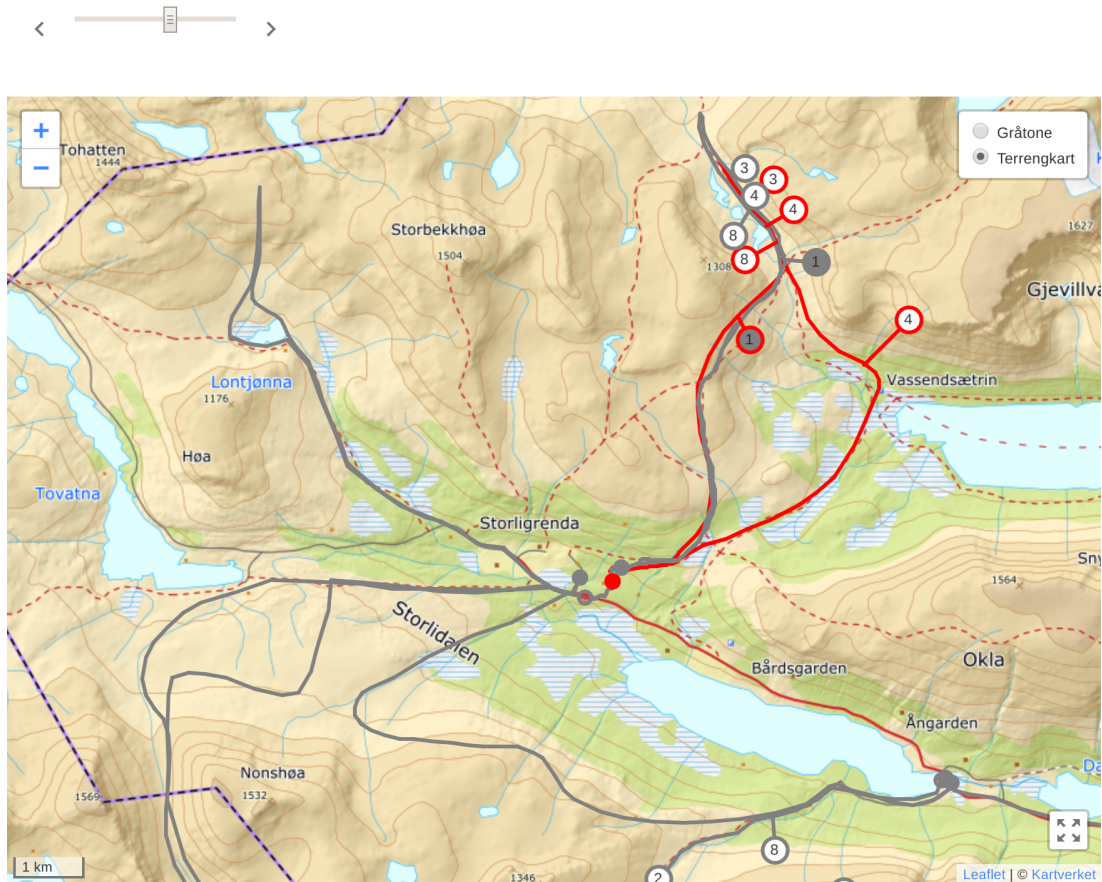 +
−
Gråtone
Terrengkart
Tohatten
1444
3
3
4
4
8
8
1
1308
Storbekkhøa
1504
1627
Gjevillva
1
4
Lontjønna
1176
Vassendsætrin
Høa
Tovatna
Storligrenda
Sny
1564
Storlidalen
Bårdsgarden
Okla
Ångarden
Da
Nonshøa
1569
1532
8
2
1346
1 km
Leaflet | © Kartverket